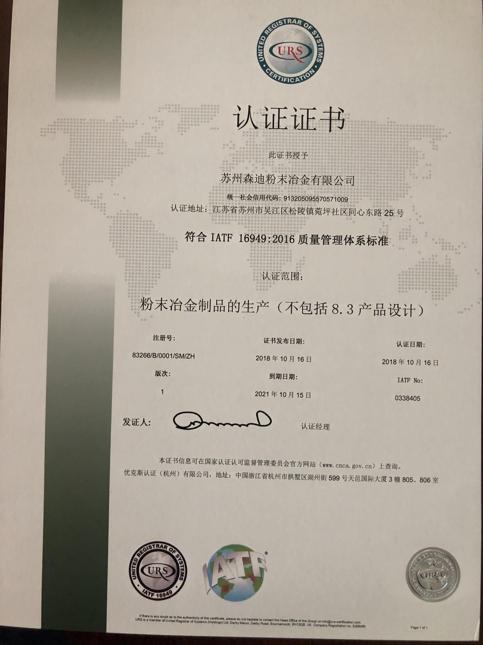 UNITED REGISTRAR OF SYSTEMS
URS
CERTIFICATION
认证证书
此证书授予
苏州森迪粉末冶金有限公司
统一社会信用代码：913205095570571009
认证地址：江苏省苏州市吴江区松陵镇菀坪社区同心东路 25 号
符合 IATF 16949:2016 质量管理体系标准
认证范围：
粉末冶金制品的生产（不包括 8.3 产品设计）
注册号： 证书发布日期： 认证日期：
83266/B/0001/SM/ZH 2018 年 10 月 16 日 2018 年 10 月 16 日
版次： 到期日期： IATF No:
1 2021 年 10 月 15 日 0338405
发证人： 认证经理
本证书信息可在国家认证认可监督管理委员会官方网站（www.cnca.gov.cn）上查询。
优克斯认证（杭州）有限公司，地址：中国浙江省杭州市拱墅区湖州街 599 号天范国际大厦 3 幢 805、806 室
UNITED REGISTRAR OF SYSTEMS
URS
IATF 16949
IATF
Page 1 of 1